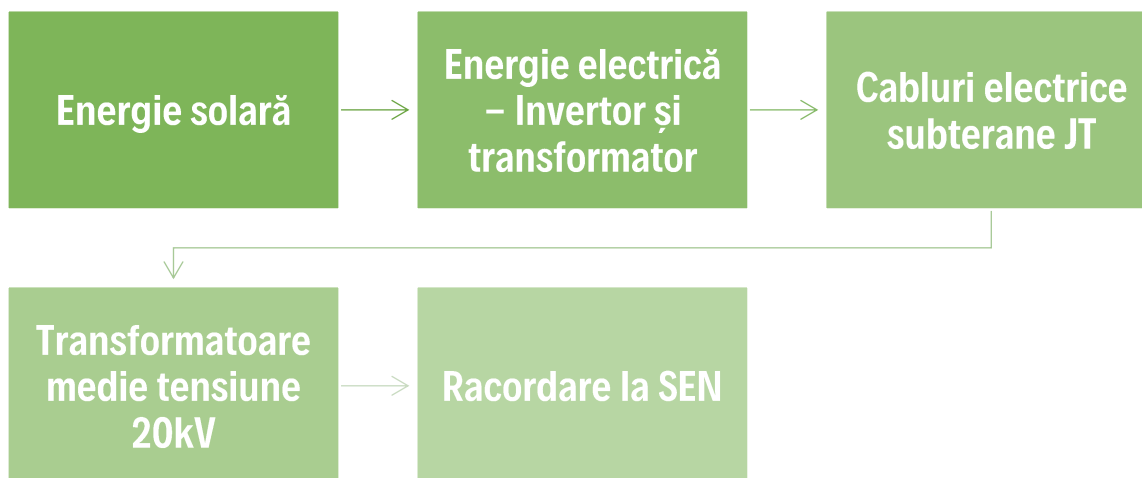 Energie solară
Energie electrică
– Invertor și
transformator
Cabluri electrice
subterane JT
Transformatoare
medie tensiune
20kV
Racordare la SEN